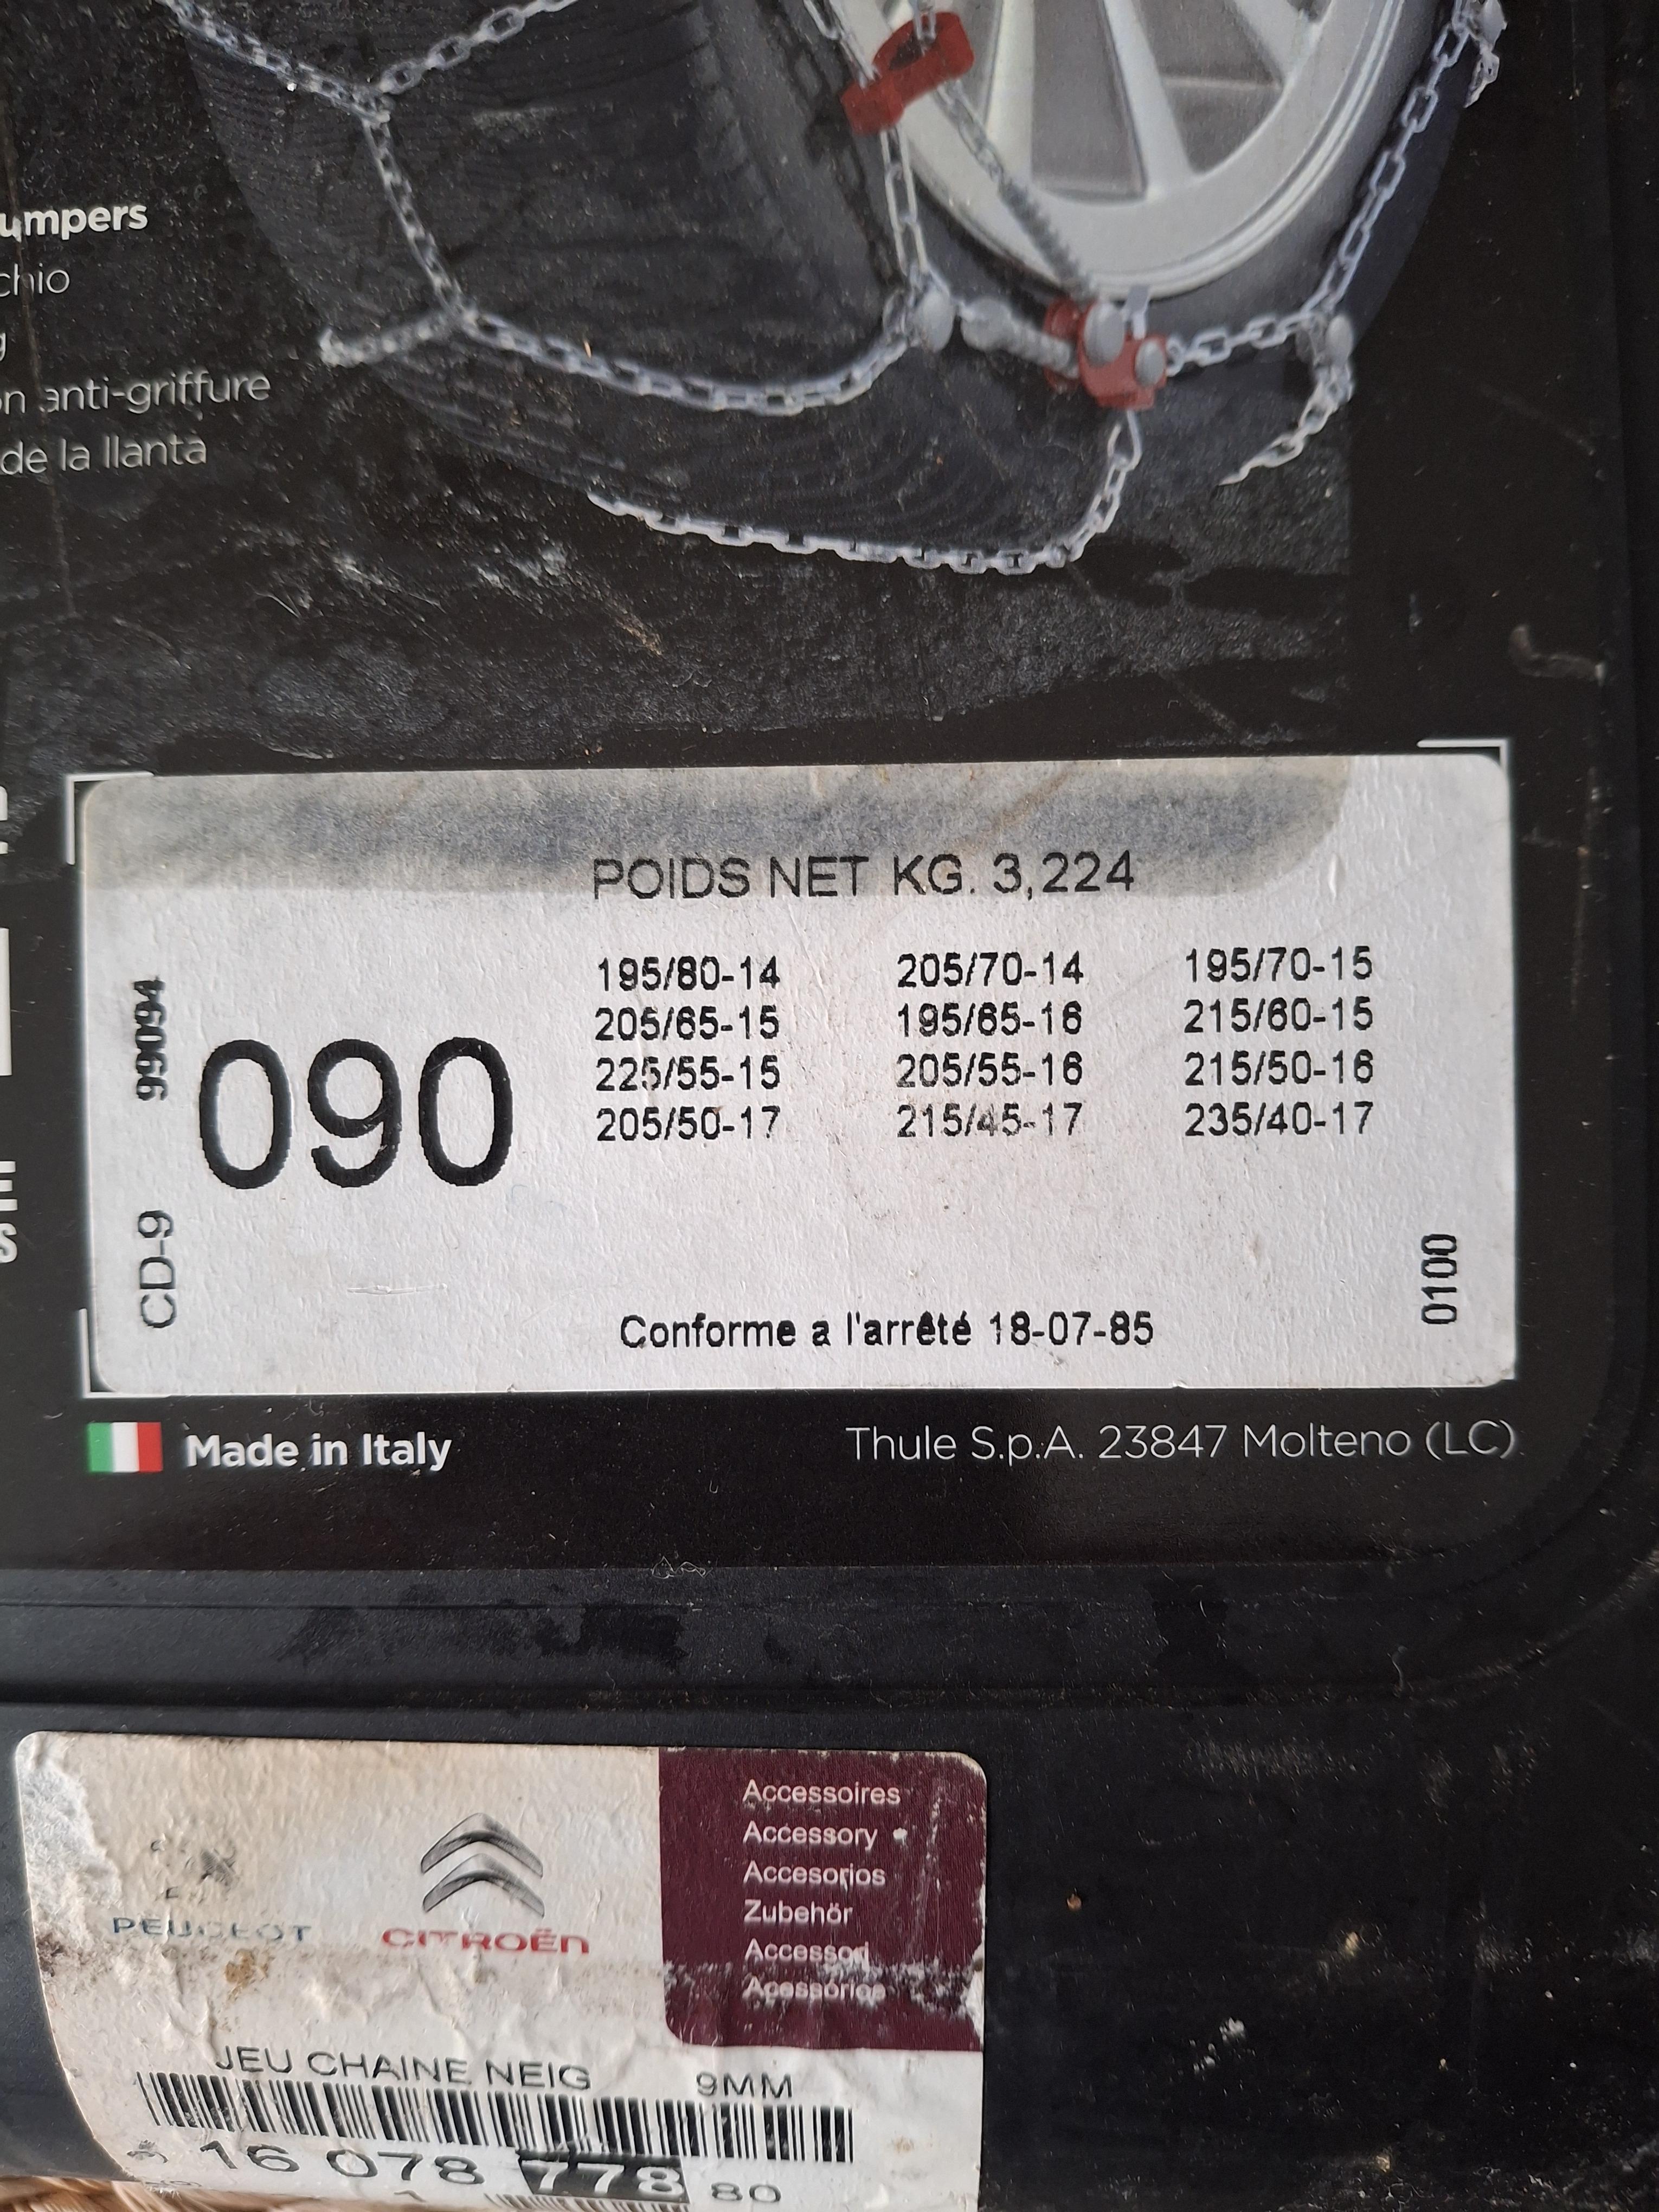 umpers
chio
g
on anti-griffure
de la llanta
POIDS NET KG. 3,224
195/80-14 205/70-14 195/70-15
205/65-15 195/65-16 215/60-15
225/55-15 205/55-16 215/50-16
205/50-17 215/45-17 235/40-17
99094
090
CD-9
0100
Conforme a l'arrêté 18-07-85
Made in Italy
Thule S.p.A. 23847 Molteno (LC)
Accessoires
Accessory
Accesorios
Zubehör
Accessori
Acessórios
PEUGEOT
CITROËN
JEU CHAINE NEIG 9MM
16 078 778 80